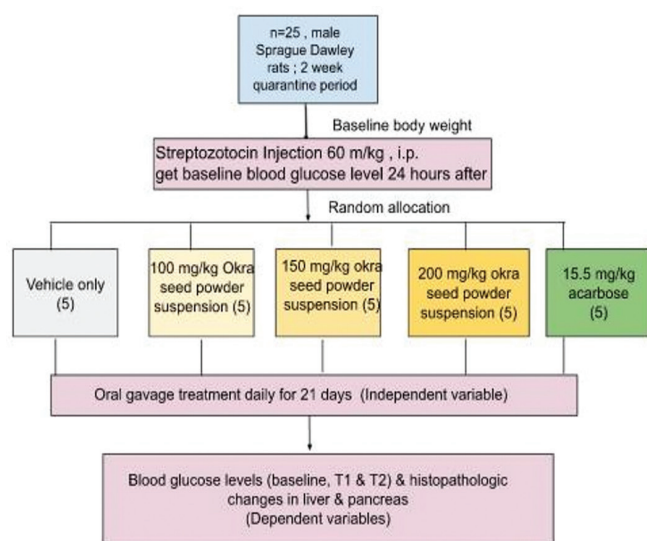 n=25 , male
Sprague Dawley
rats ; 2 week
quarantine period
Baseline body weight
Streptozotocin Injection 60 m/kg , i.p.
get baseline blood glucose level 24 hours after
Random allocation
Vehicle only
(5)
100 mg/kg Okra
seed powder
suspension (5)
150 mg/kg okra
seed powder
suspension (5)
200 mg/kg okra
seed powder
suspension (5)
15.5 mg/kg
acarbose
(5)
Oral gavage treatment daily for 21 days (Independent variable)
Blood glucose levels (baseline, T1 & T2) & histopathologic
changes in liver & pancreas
(Dependent variables)